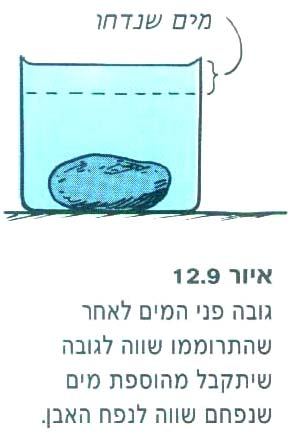 מים שנדחו
איור 12.9
גובה פני המים לאחר
שהתרוממו שווה לגובה
שיתקבל מהוספת מים
שנפחם שווה לנפח האבן.